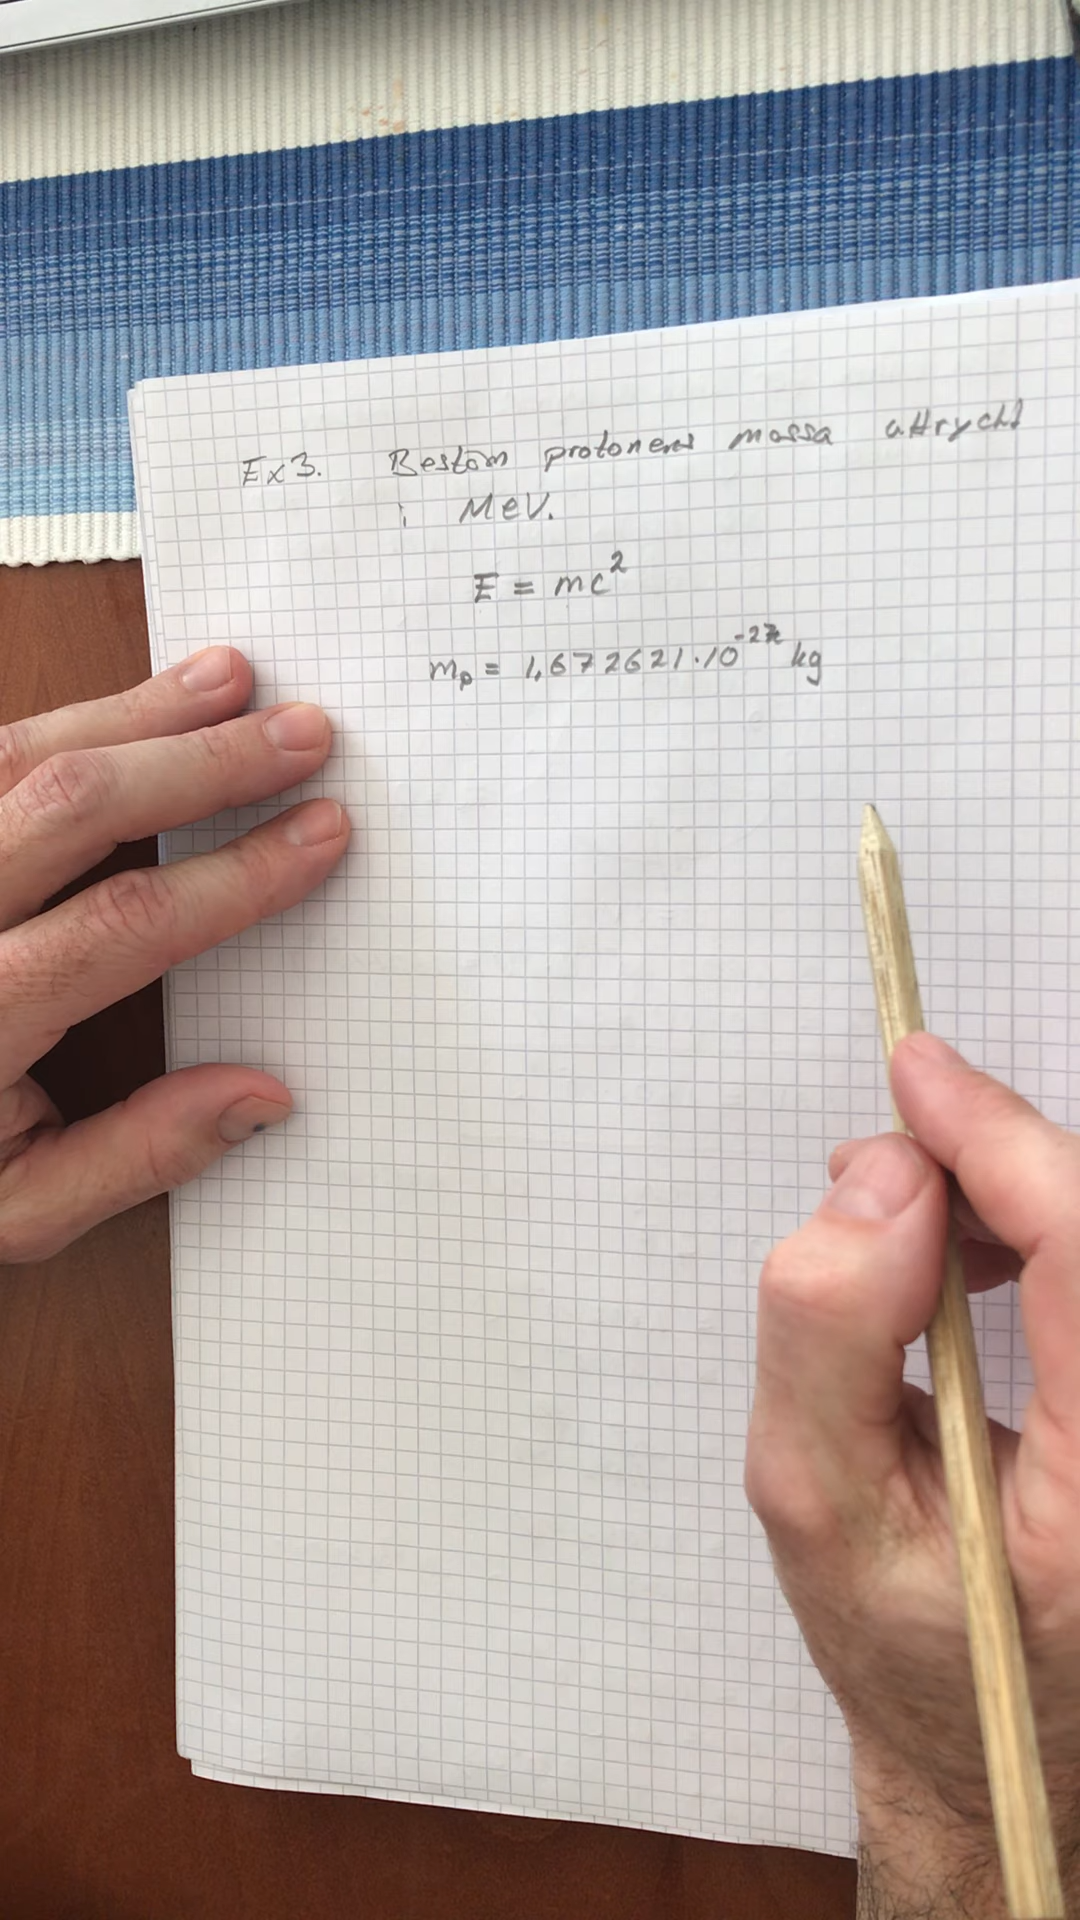 Ex 3. Bestäm protonens massa uttryckt
i MeV.
E = mc²
mₚ = 1,672621·10⁻²⁷ kg